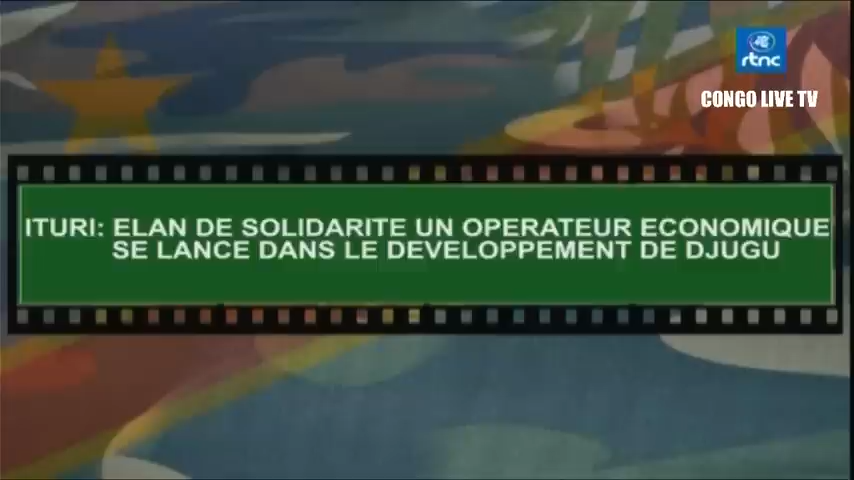 rtnc
CONGO LIVE TV
ITURI: ELAN DE SOLIDARITE UN OPERATEUR ECONOMIQUE
SE LANCE DANS LE DEVELOPPEMENT DE DJUGU